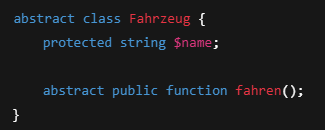 abstract class Fahrzeug {
    protected string $name;

    abstract public function fahren();
}